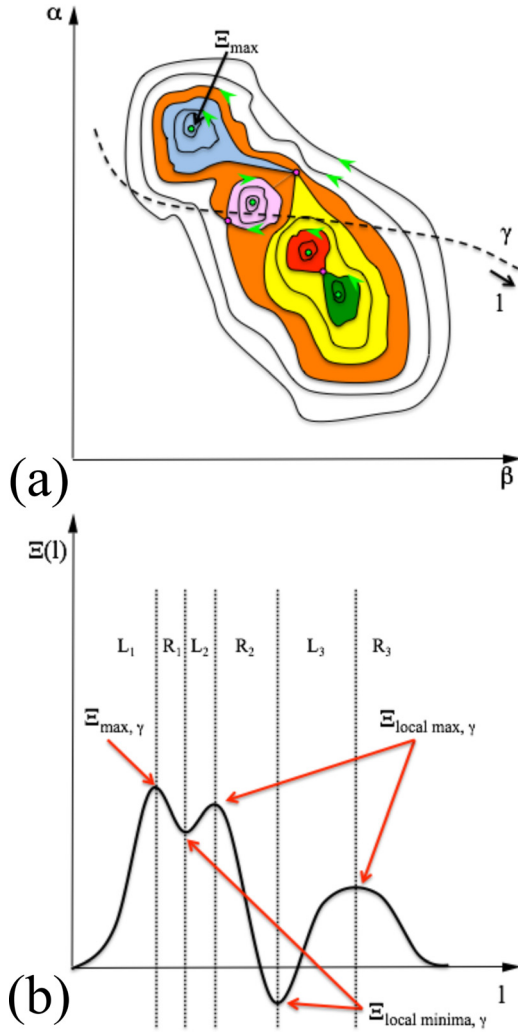 α
Ξmax
γ
l
(a)
β
Ξ(l)
L1 R1 L2 R2 L3 R3
Ξmax, γ
Ξlocal max, γ
(b)
l
Ξlocal minima, γ